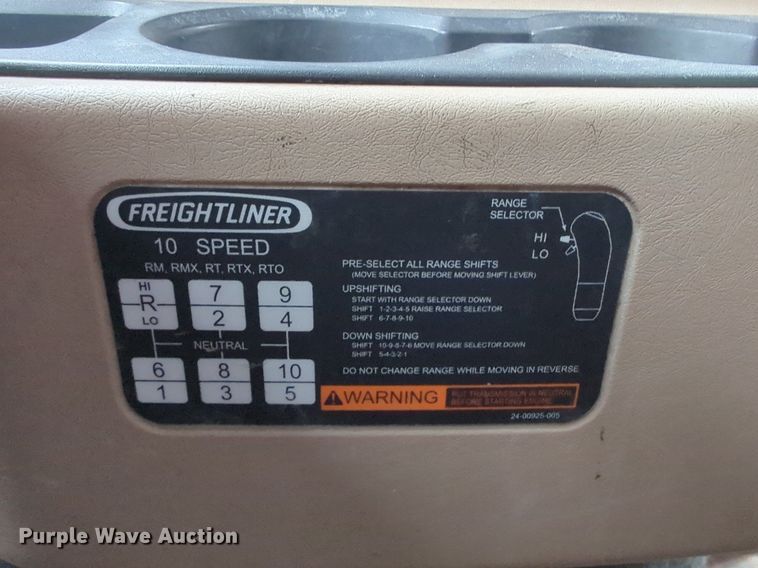 FREIGHTLINER
10 SPEED
RM, RMX, RT, RTX, RTO
HI
R
LO
7
2
9
4
NEUTRAL
6
1
8
3
10
5
RANGE
SELECTOR
HI
LO
PRE-SELECT ALL RANGE SHIFTS
(MOVE SELECTOR BEFORE MOVING SHIFT LEVER)
UPSHIFTING
START WITH RANGE SELECTOR DOWN
SHIFT 1-2-3-4-5 RAISE RANGE SELECTOR
SHIFT 6-7-8-9-10
DOWN SHIFTING
SHIFT 10-9-8-7-6 MOVE RANGE SELECTOR DOWN
SHIFT 5-4-3-2-1
DO NOT CHANGE RANGE WHILE MOVING IN REVERSE
WARNING
PUT TRANSMISSION IN NEUTRAL
BEFORE STARTING ENGINE
24-00925-005
Purple Wave Auction